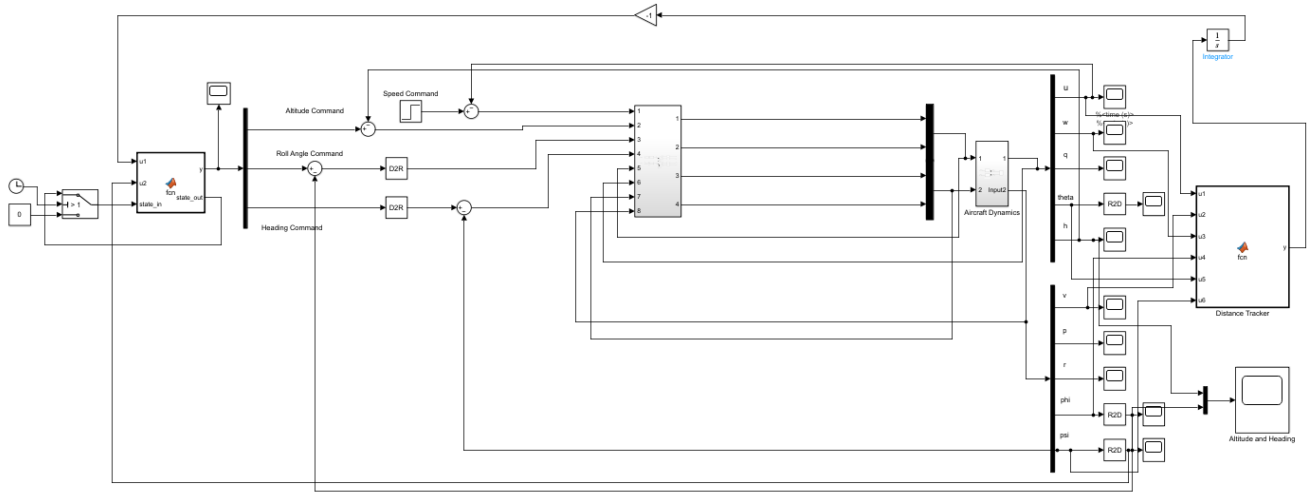 -1
1
s
Integrator
Speed Command
Altitude Command
Roll Angle Command
Heading Command
u1
u2
state_in
fcn
y
state_out
> 1
0
D2R
D2R
1
2
3
4
5
6
7
8
1
2
3
4
1
2
1
Input2
Aircraft Dynamics
u
w
q
theta
h
R2D
v
p
r
phi
psi
R2D
R2D
u1
u2
u3
u4
u5
u6
fcn
y
Distance Tracker
Altitude and Heading